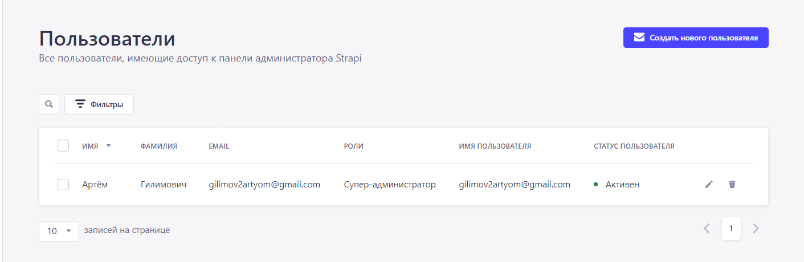 Пользователи
Создать нового пользователя
Все пользователи, имеющие доступ к панели администратора Strapi
Фильтры
ИМЯ ФАМИЛИЯ EMAIL РОЛИ ИМЯ ПОЛЬЗОВАТЕЛЯ СТАТУС ПОЛЬЗОВАТЕЛЯ
Артём Гилимович gilimov2artyom@gmail.com Супер-администратор gilimov2artyom@gmail.com Активен
10 записей на странице 1